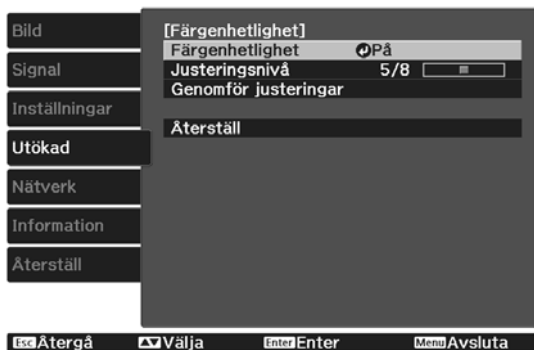 Bild
Signal
Inställningar
Utökad
Nätverk
Information
Återställ
[Färgenhetlighet]
Färgenhetlighet På
Justeringsnivå 5/8
Genomför justeringar
Återställ
Esc Återgå Välja Enter Enter Menu Avsluta